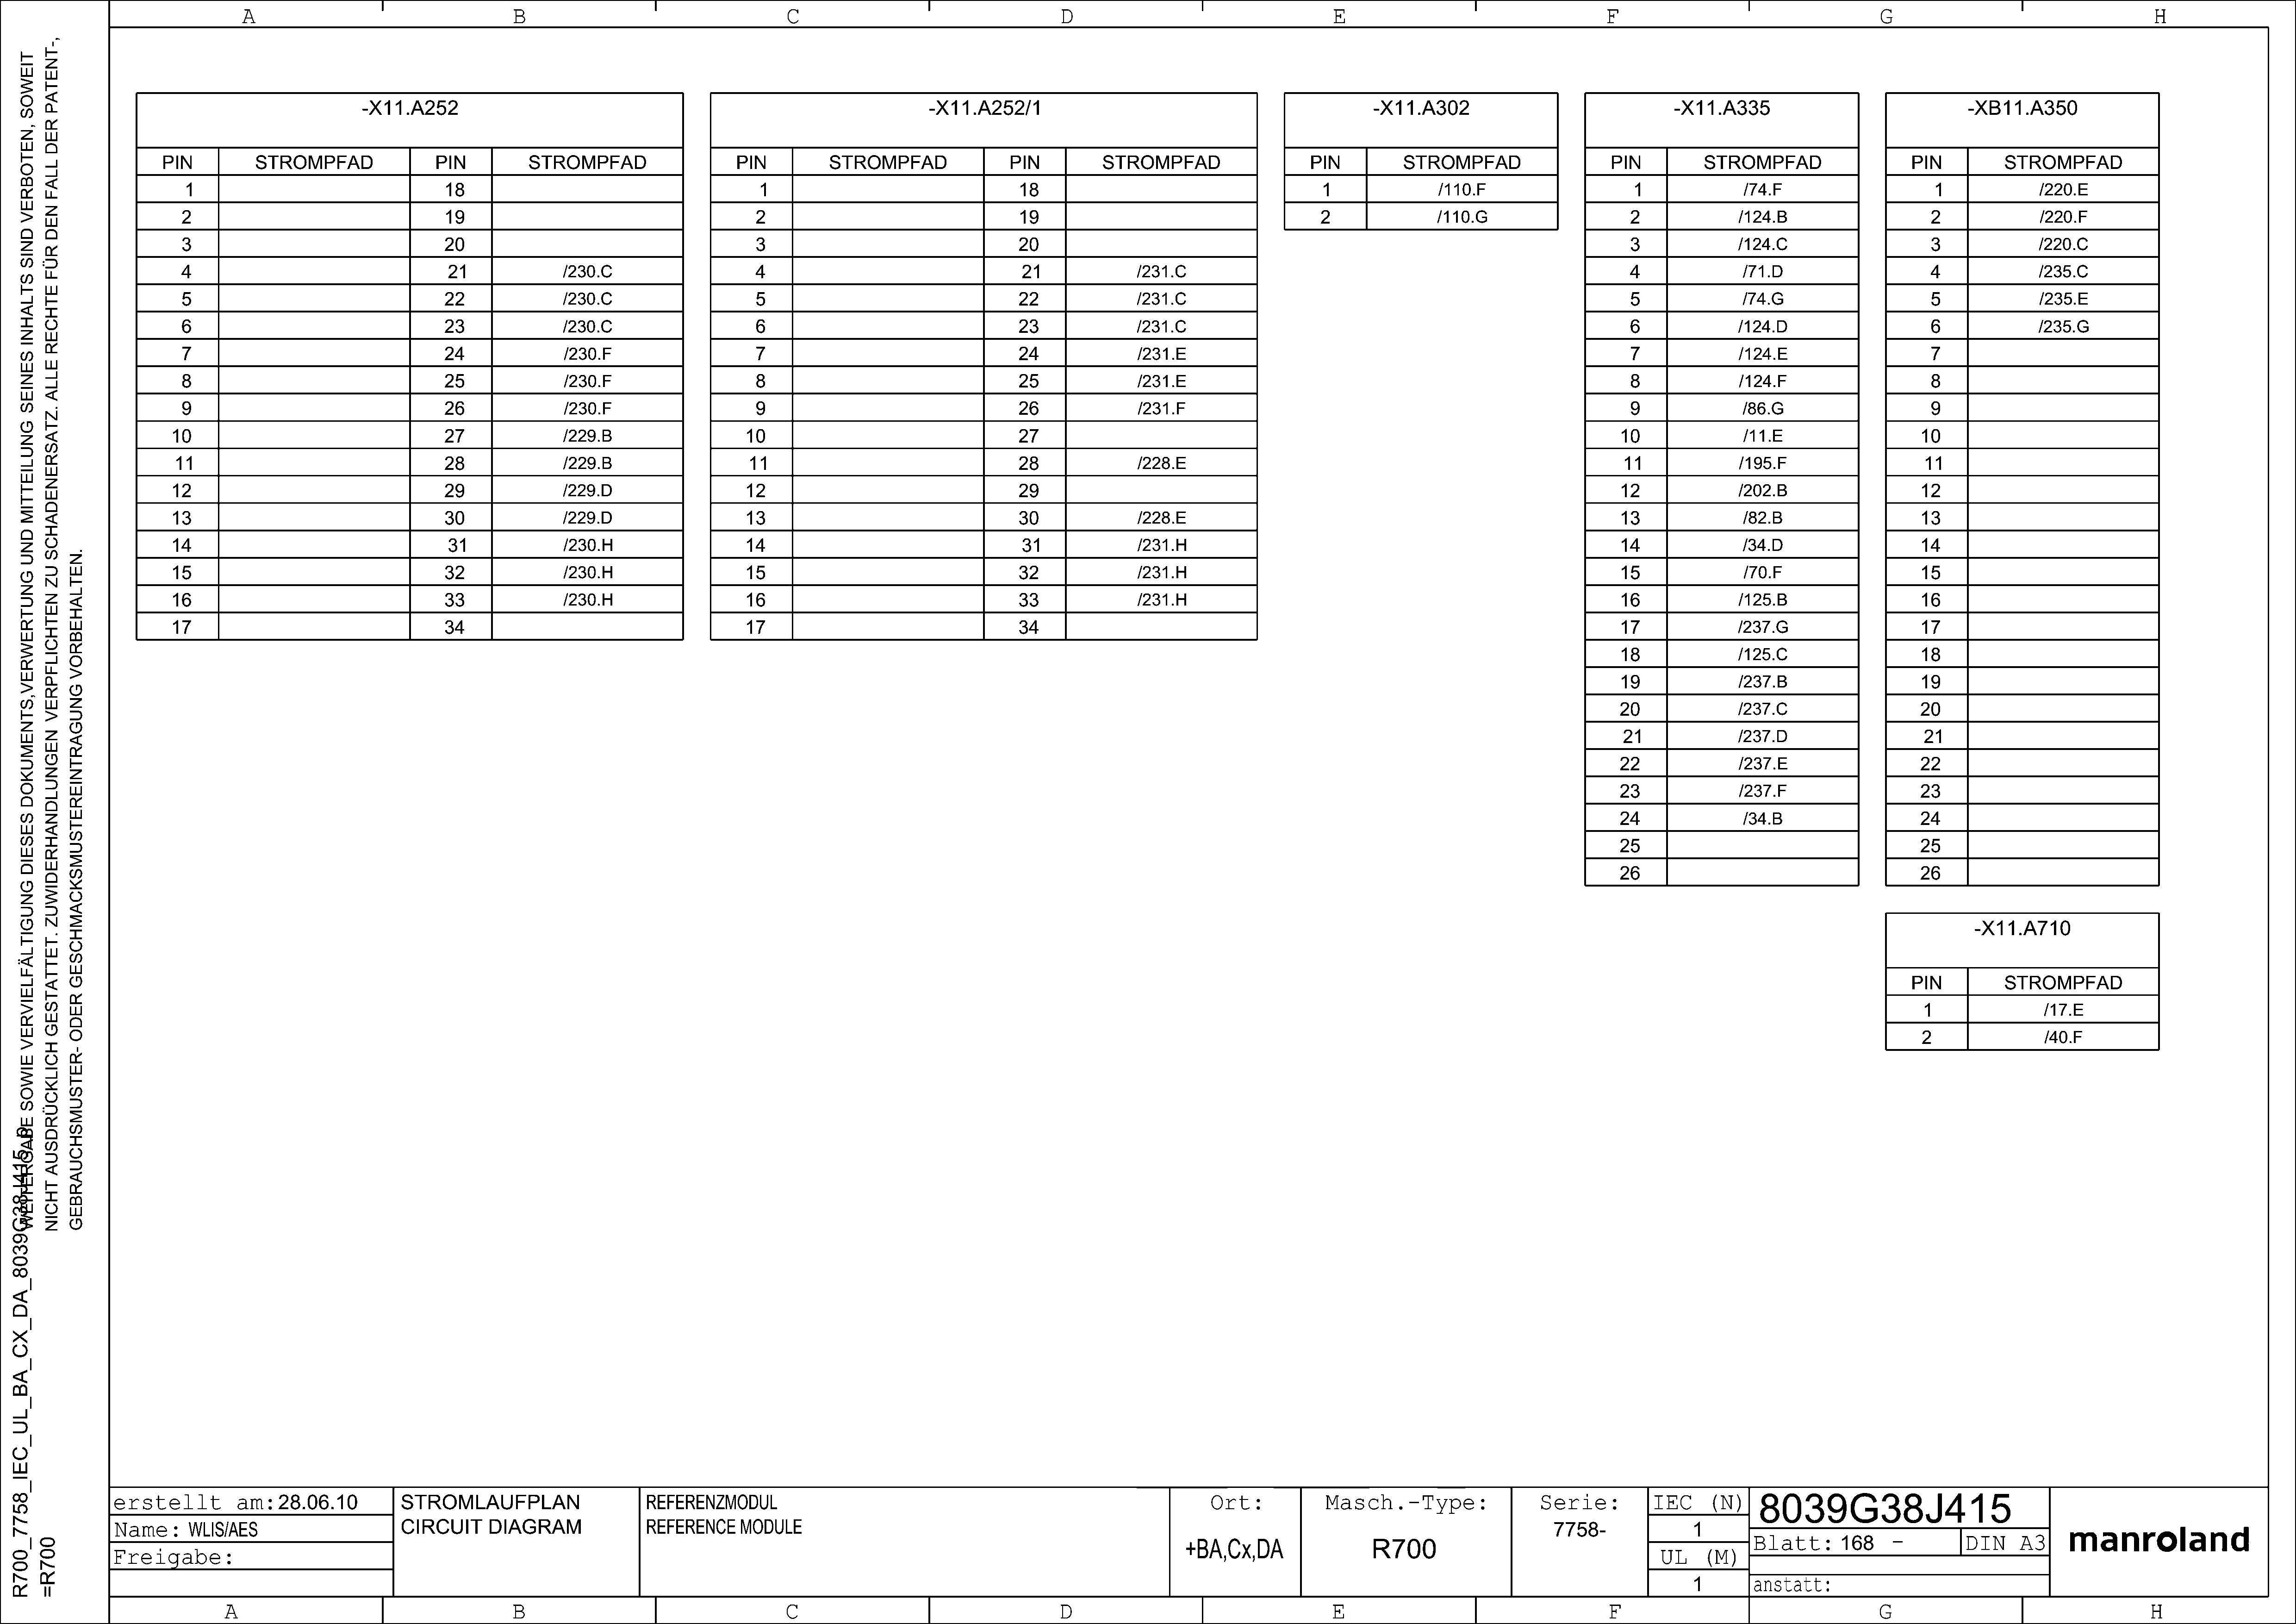 A B C D E F G H
-X11.A252
PIN STROMPFAD PIN STROMPFAD
1 18
2 19
3 20
4 21 /230.C
5 22 /230.C
6 23 /230.C
7 24 /230.F
8 25 /230.F
9 26 /230.F
10 27 /229.B
11 28 /229.B
12 29 /229.D
13 30 /229.D
14 31 /230.H
15 32 /230.H
16 33 /230.H
17 34
-X11.A252/1
PIN STROMPFAD PIN STROMPFAD
1 18
2 19
3 20
4 21 /231.C
5 22 /231.C
6 23 /231.C
7 24 /231.E
8 25 /231.E
9 26 /231.F
10 27
11 28 /228.E
12 29
13 30 /228.E
14 31 /231.H
15 32 /231.H
16 33 /231.H
17 34
-X11.A302
PIN STROMPFAD
1 /110.F
2 /110.G
-X11.A335
PIN STROMPFAD
1 /74.F
2 /124.B
3 /124.C
4 /71.D
5 /74.G
6 /124.D
7 /124.E
8 /124.F
9 /86.G
10 /11.E
11 /195.F
12 /202.B
13 /82.B
14 /34.D
15 /70.F
16 /125.B
17 /237.G
18 /125.C
19 /237.B
20 /237.C
21 /237.D
22 /237.E
23 /237.F
24 /34.B
25
26
-XB11.A350
PIN STROMPFAD
1 /220.E
2 /220.F
3 /220.C
4 /235.C
5 /235.E
6 /235.G
7
8
9
10
11
12
13
14
15
16
17
18
19
20
21
22
23
24
25
26
-X11.A710
PIN STROMPFAD
1 /17.E
2 /40.F
WEITERGABE SOWIE VERVIELFÄLTIGUNG DIESES DOKUMENTS,VERWERTUNG UND MITTEILUNG SEINES INHALTS SIND VERBOTEN, SOWEIT
NICHT AUSDRÜCKLICH GESTATTET. ZUWIDERHANDLUNGEN VERPFLICHTEN ZU SCHADENERSATZ. ALLE RECHTE FÜR DEN FALL DER PATENT-,
GEBRAUCHSMUSTER- ODER GESCHMACKSMUSTEREINTRAGUNG VORBEHALTEN.
R700_7758_IEC_UL_BA_CX_DA_8039G38J415_p
=R700
erstellt am: 28.06.10
Name: WLIS/AES
Freigabe:
STROMLAUFPLAN
CIRCUIT DIAGRAM
REFERENZMODUL
REFERENCE MODULE
Ort:
+BA,Cx,DA
Masch.-Type:
R700
Serie:
7758-
IEC (N)
1
UL (M)
1
8039G38J415
Blatt: 168 - DIN A3
anstatt:
manroland
A B C D E F G H